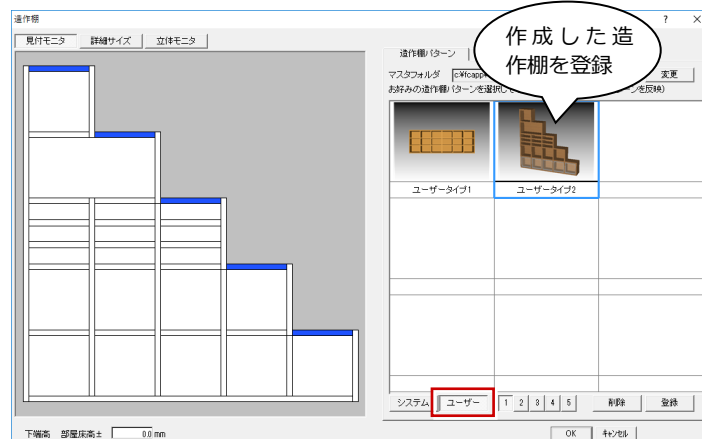 造作棚
? ×
見付モニタ 詳細サイズ 立体モニタ
作成した造
作棚を登録
造作棚パターン
マスタフォルダ c:¥fcapp¥ 変更
お好みの造作棚パターンを選択して ンを反映)
ユーザータイプ1 ユーザータイプ2
システム ユーザー 1 2 3 4 5 削除 登録
下端高 部屋床高± 0.0 mm
OK キャンセル